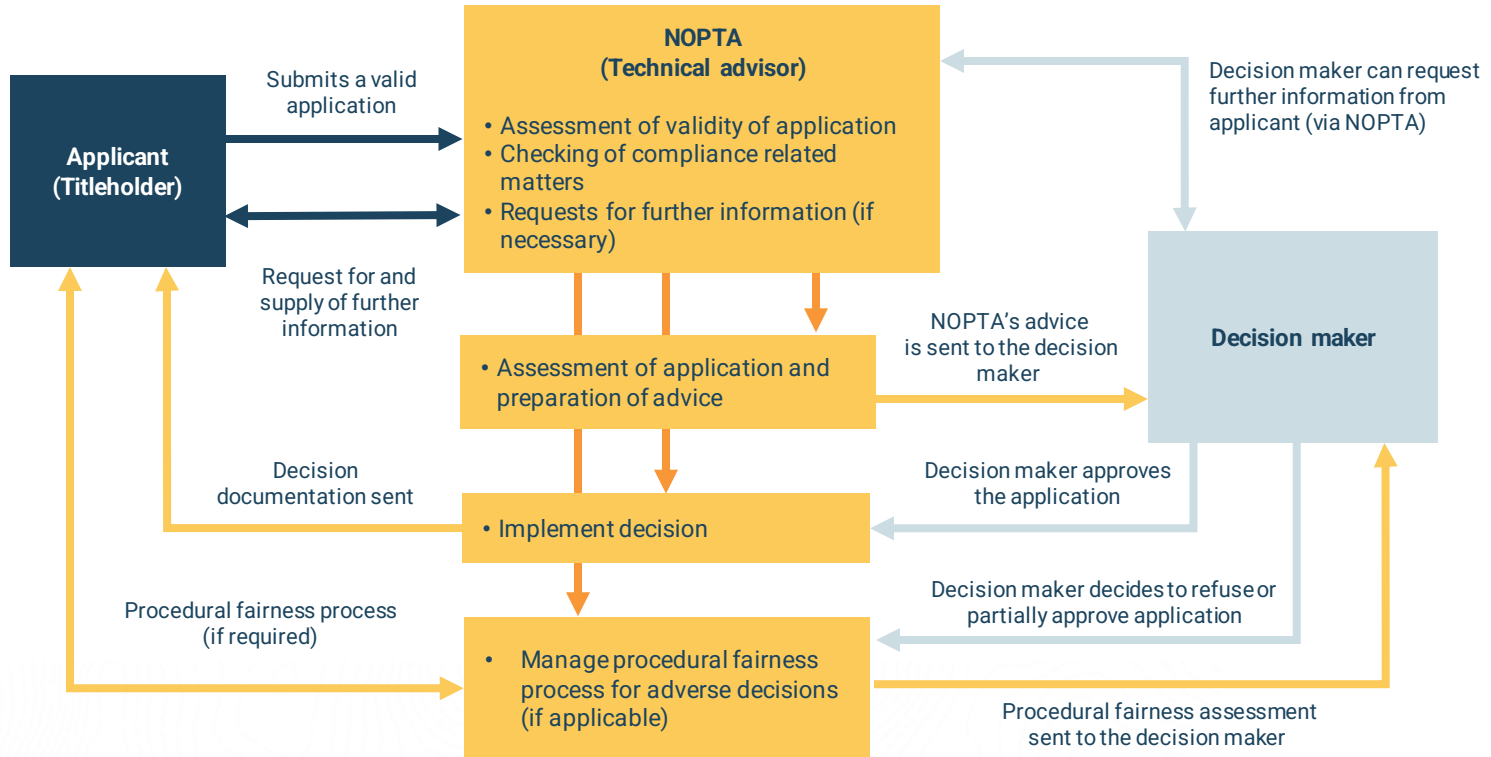 NOPTA
(Technical advisor)
• Assessment of validity of application
• Checking of compliance related
matters
• Requests for further information (if
necessary)
Submits a valid
application
Applicant
(Titleholder)
Request for and
supply of further
information
Decision maker can request
further information from
applicant (via NOPTA)
Decision maker
NOPTA's advice
is sent to the decision
maker
• Assessment of application and
preparation of advice
Decision
documentation sent
Decision maker approves
the application
• Implement decision
Procedural fairness process
(if required)
Decision maker decides to refuse or
partially approve application
• Manage procedural fairness
process for adverse decisions
(if applicable)
Procedural fairness assessment
sent to the decision maker